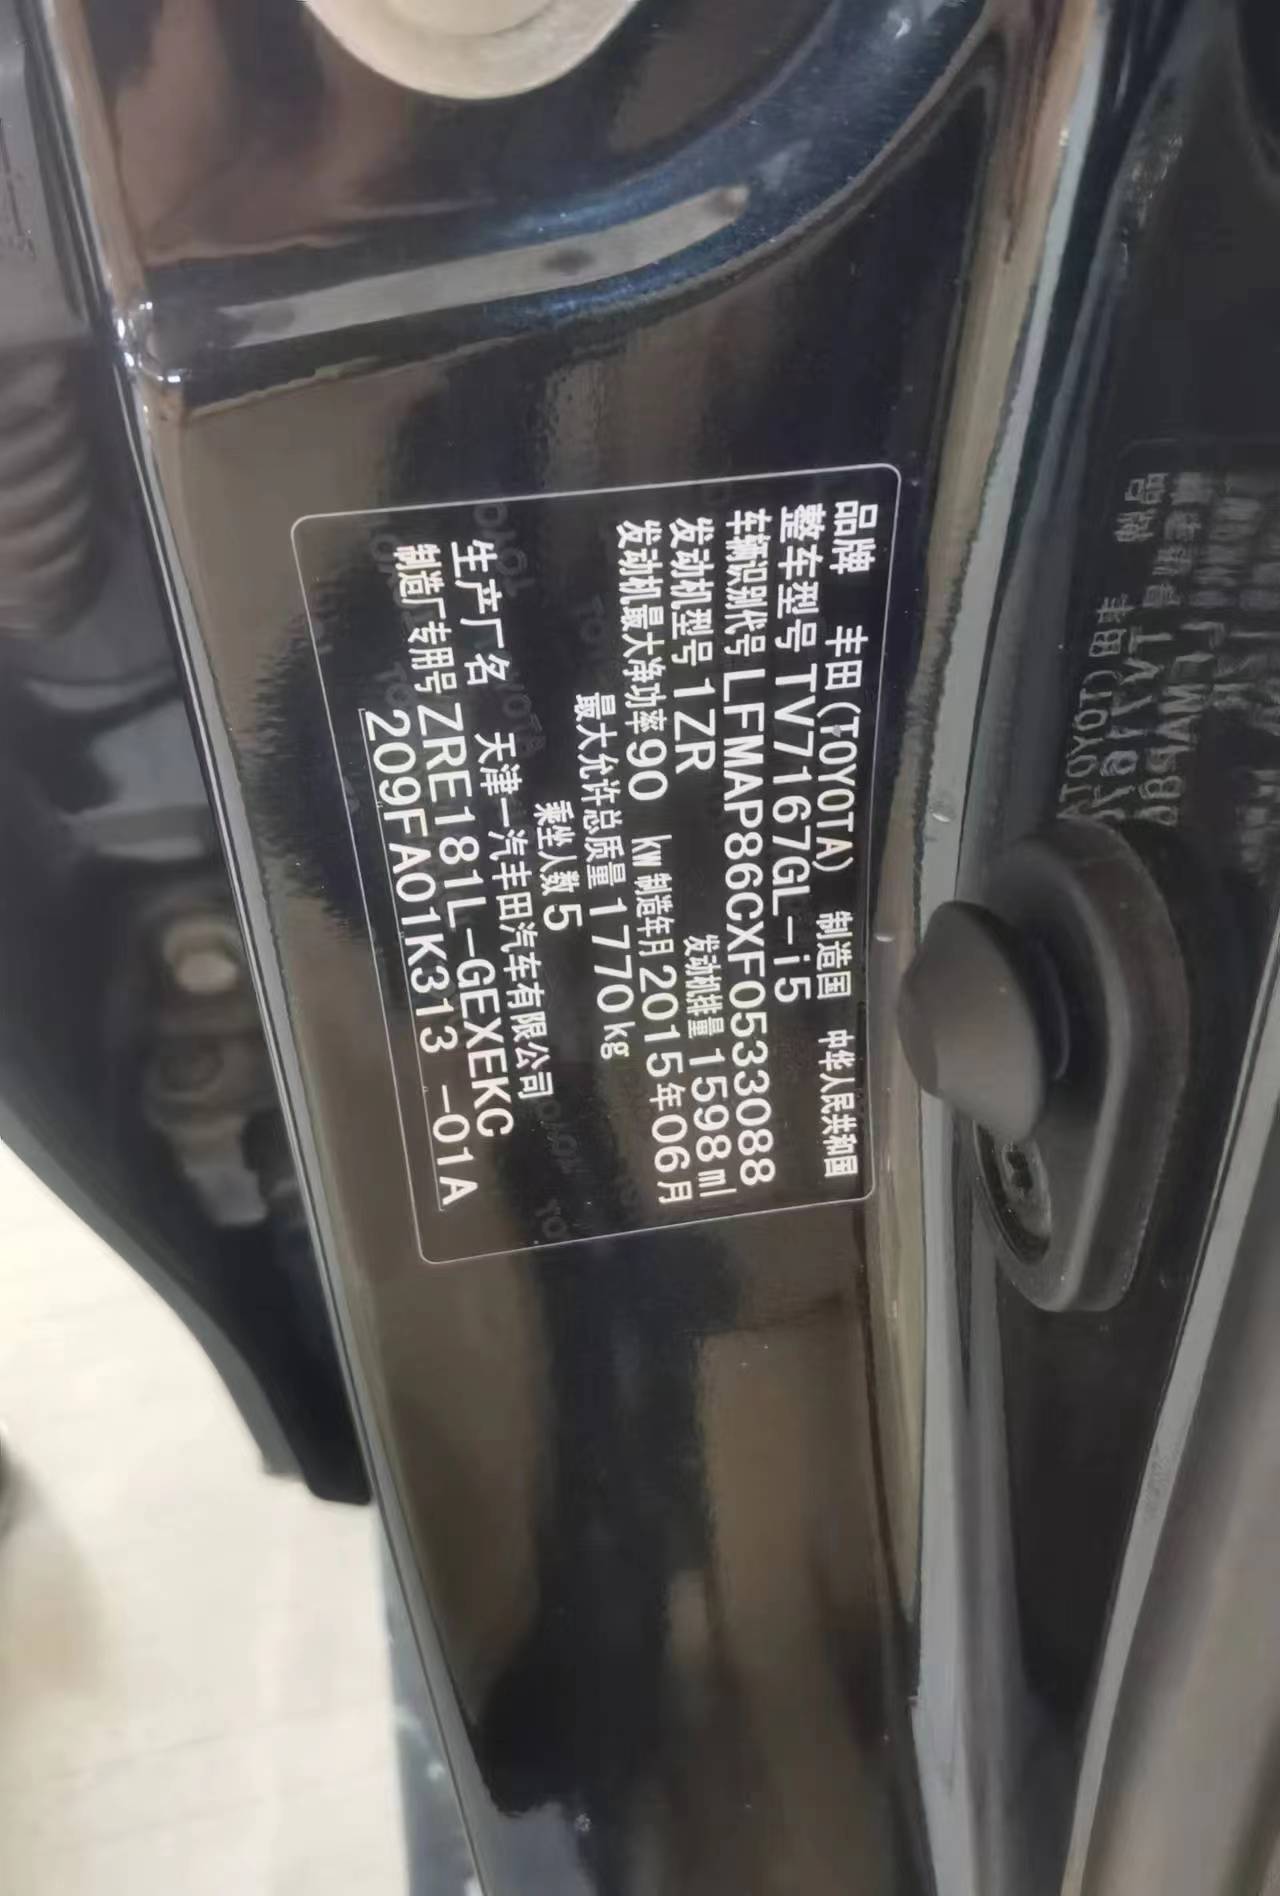 品牌 丰田(TOYOTA) 制造国 中华人民共和国
整车型号 TV7167GL-i5
车辆识别代号 LFMAP86CXF0533088
发动机型号 1ZR 发动机排量 1598ml
发动机最大净功率 90 kW 制造年月 2015年06月
最大允许总质量 1770kg
乘坐人数 5
生产厂名 天津一汽丰田汽车有限公司
制造厂专用号 ZRE181L-GEXEKC
209FA01K313-01A